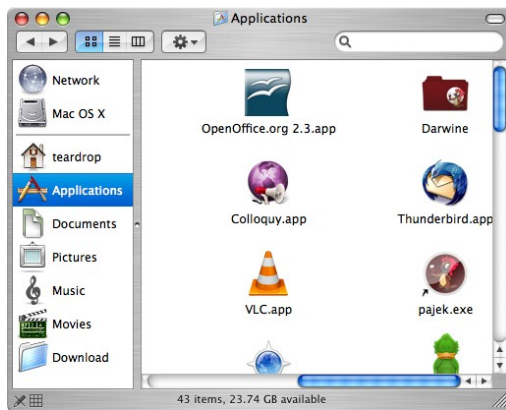 Applications
Network
Mac OS X
teardrop
Applications
Documents
Pictures
Music
Movies
Download
OpenOffice.org 2.3.app
Darwine
Colloquy.app
Thunderbird.app
VLC.app
pajek.exe
43 items, 23.74 GB available